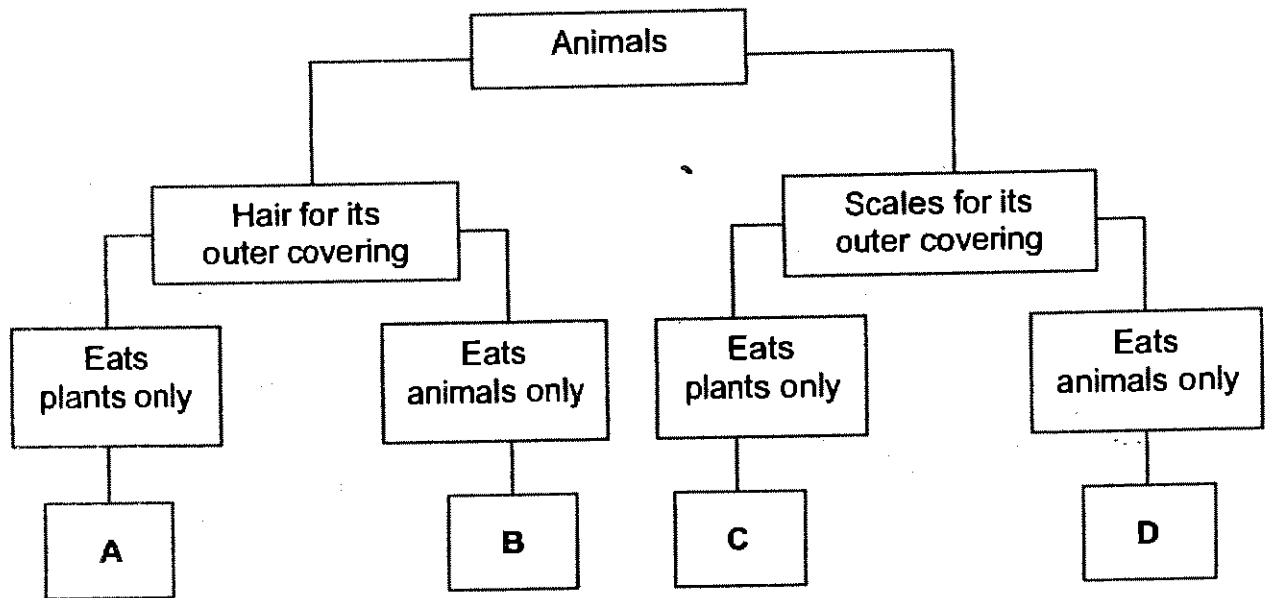 Animals
Hair for its
outer covering
Scales for its
outer covering
Eats
plants only
Eats
animals only
Eats
plants only
Eats
animals only
A
B
C
D